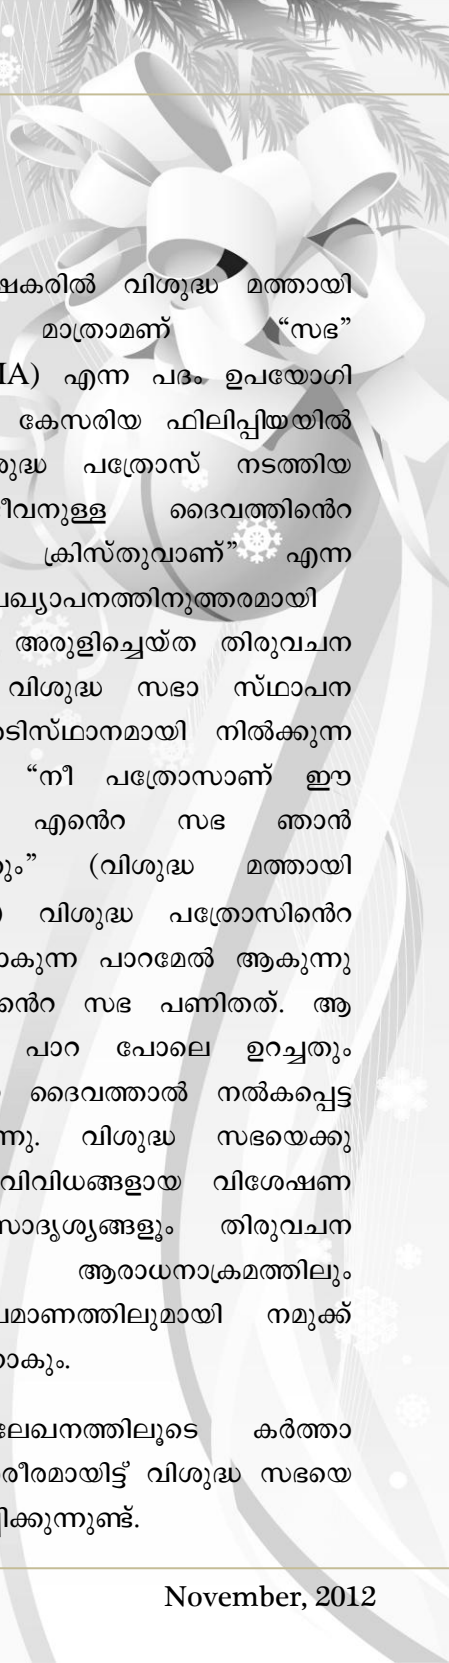 ഷകരിൽ വിശുദ്ധ മത്തായി
മാത്രാമണ് “സഭ”
IA) എന്ന പദം ഉപയോഗി
കേസരിയ ഫിലിപ്പിയയിൽ
ശുദ്ധ പത്രോസ് നടത്തിയ
ജീവനുള്ള ദൈവത്തിൻെറ
ക്രിസ്തുവാണ്” എന്ന
പ്രഖ്യാപനത്തിനുത്തരമായി
അരുളിച്ചെയ്ത തിരുവചന
വിശുദ്ധ സഭാ സ്ഥാപന
ടിസ്ഥാനമായി നിൽക്കുന്ന
“നീ പത്രോസാണ് ഈ
എൻെറ സഭ ഞാൻ
ും” (വിശുദ്ധ മത്തായി
) വിശുദ്ധ പത്രോസിൻെറ
ാകുന്ന പാറമേൽ ആകുന്നു
ൻെറ സഭ പണിതത്. ആ
പാറ പോലെ ഉറച്ചതും
ദൈവത്താൽ നൽകപ്പെട്ട
ന്നു. വിശുദ്ധ സഭയെക്കു
വിവിധങ്ങളായ വിശേഷണ
സാദൃശ്യങ്ങളൂം തിരുവചന
ആരാധനാക്രമത്തിലും
പ്രമാണത്തിലുമായി നമുക്ക്
നാകും.
ലേഖനത്തിലൂടെ കർത്താ
രീരമായിട്ട് വിശുദ്ധ സഭയെ
ിക്കുന്നുണ്ട്.
November, 2012